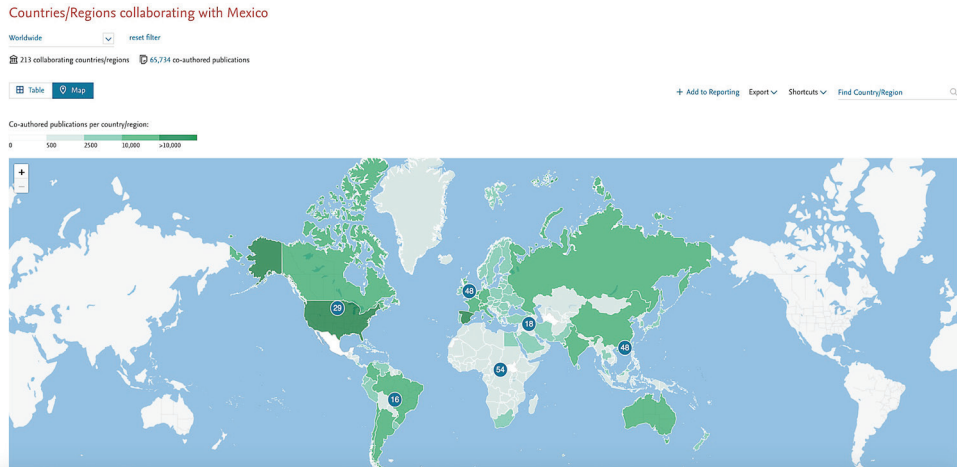 Countries/Regions collaborating with Mexico
Worldwide
reset filter
213 collaborating countries/regions 65,734 co-authored publications
Table Map
+ Add to Reporting Export Shortcuts Find Country/Region
Co-authored publications per country/region:
0 500 2500 10,000 >10,000
+
−
48
29
18
48
54
16